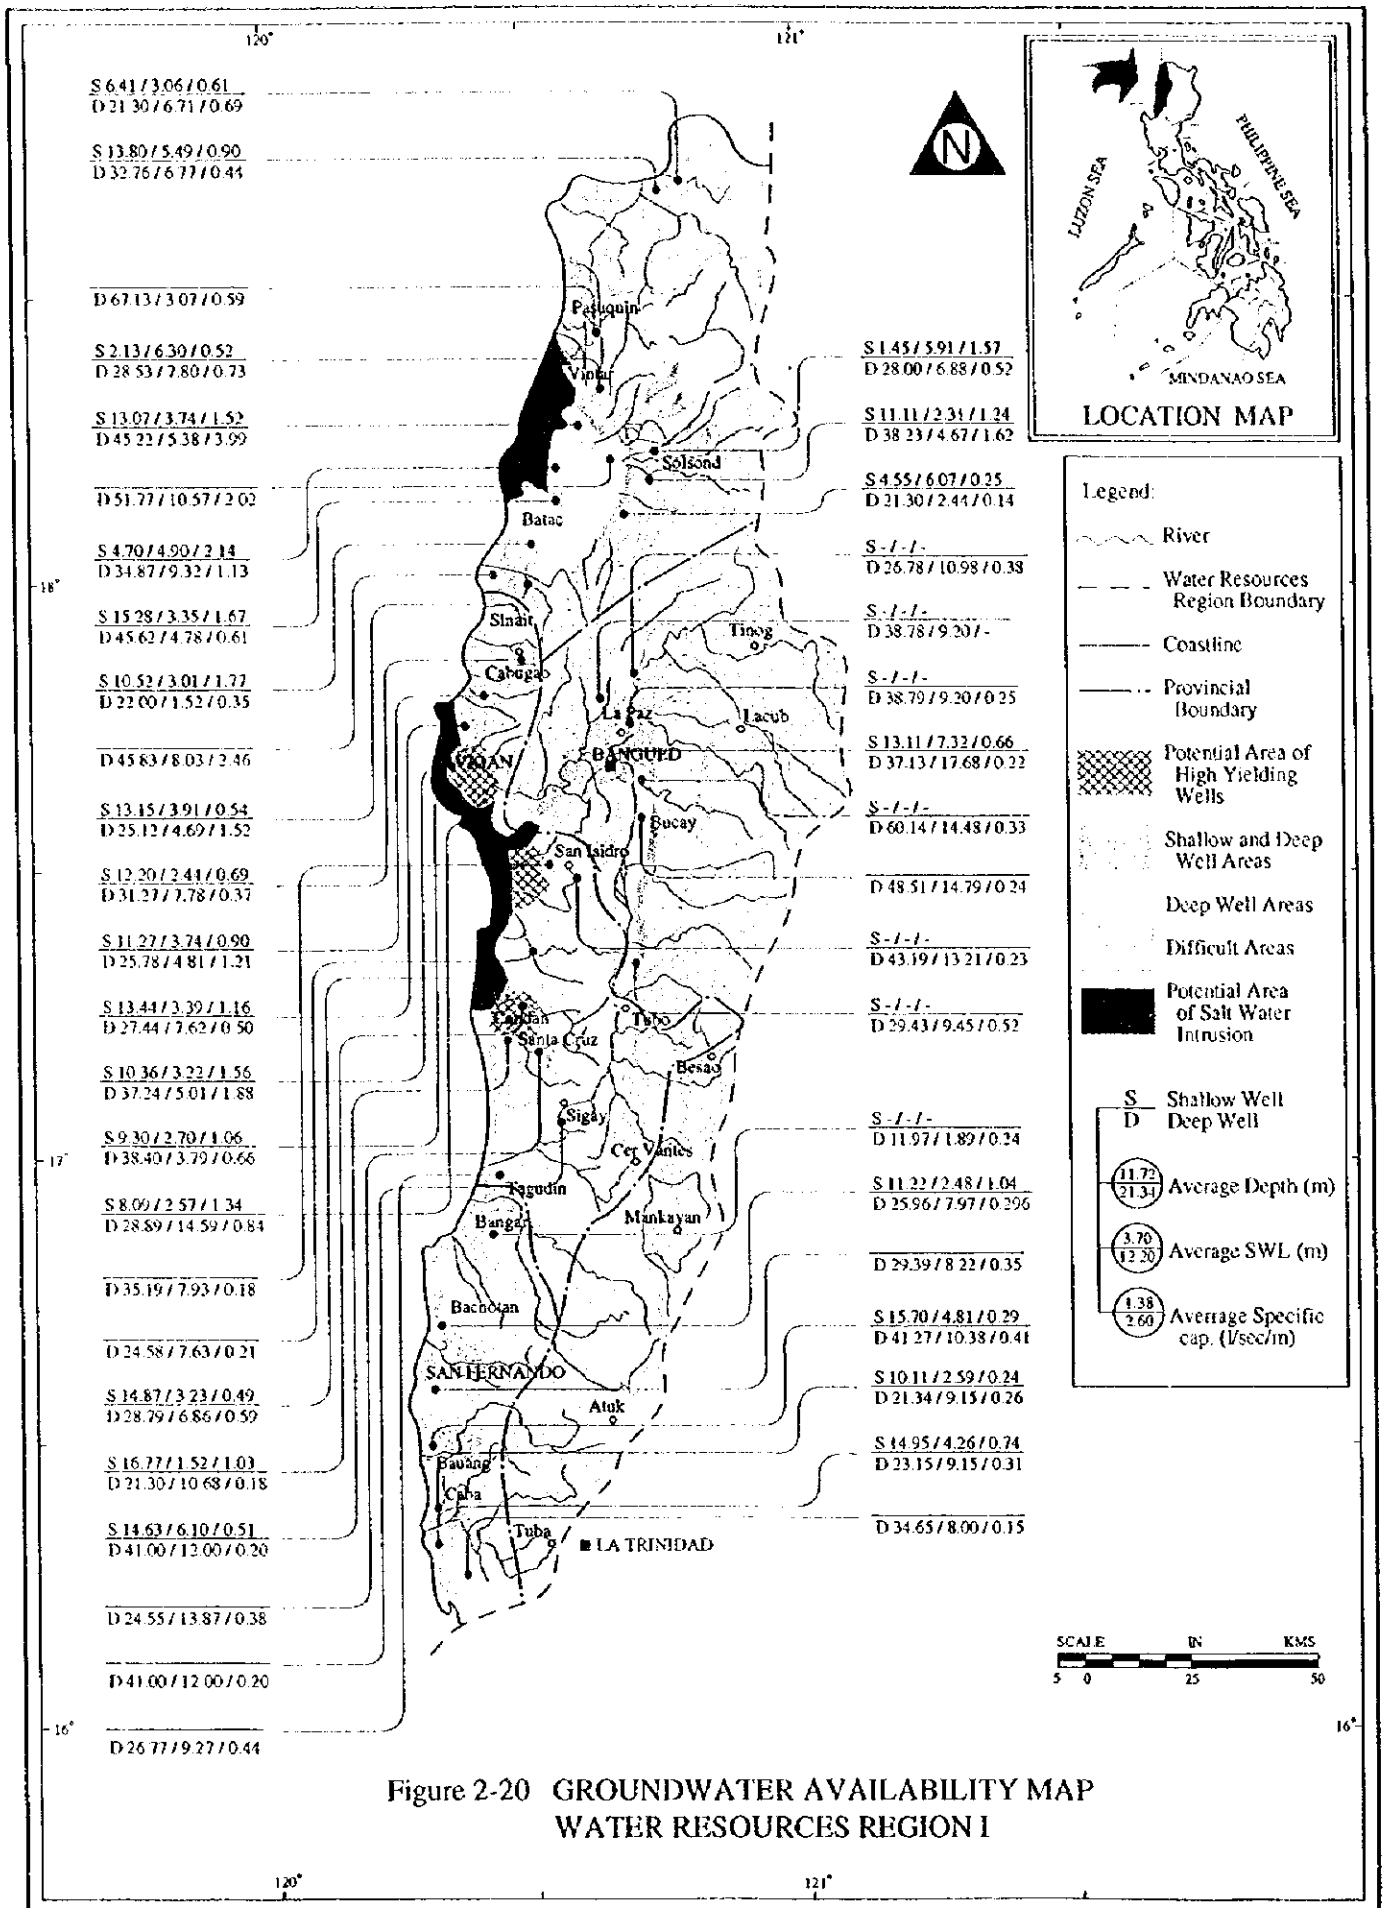 120°
121°
S 6.41 / 3.06 / 0.61
D 21.30 / 6.71 / 0.69
S 13.80 / 5.49 / 0.90
D 32.76 / 6.77 / 0.44
D 67.13 / 3.07 / 0.59
S 2.13 / 6.30 / 0.52
D 28.53 / 7.80 / 0.73
S 13.07 / 3.74 / 1.52
D 45.22 / 5.38 / 3.99
D 51.77 / 10.57 / 2.02
S 4.70 / 4.90 / 2.14
D 34.87 / 9.32 / 1.13
18°
S 15.28 / 3.35 / 1.67
D 45.62 / 4.78 / 0.61
S 10.52 / 3.01 / 1.77
D 22.00 / 1.52 / 0.35
D 45.83 / 8.03 / 2.46
S 13.15 / 3.91 / 0.54
D 25.12 / 4.69 / 1.52
S 12.20 / 2.44 / 0.69
D 31.27 / 7.78 / 0.37
S 11.27 / 3.74 / 0.90
D 25.78 / 4.81 / 1.21
S 13.44 / 3.39 / 1.16
D 27.44 / 7.62 / 0.50
S 10.36 / 3.22 / 1.56
D 37.24 / 5.01 / 1.88
S 9.30 / 2.70 / 1.06
D 38.40 / 3.79 / 0.66
17°
S 8.09 / 2.57 / 1.34
D 28.89 / 14.59 / 0.84
D 35.19 / 7.93 / 0.18
D 24.58 / 7.63 / 0.21
S 14.87 / 3.23 / 0.49
D 28.79 / 6.86 / 0.59
S 16.77 / 1.52 / 1.03
D 21.30 / 10.68 / 0.18
S 14.63 / 6.10 / 0.51
D 41.00 / 12.00 / 0.20
D 24.55 / 13.87 / 0.38
D 41.00 / 12.00 / 0.20
16°
D 26.77 / 9.27 / 0.44
N
Pasuquin
Vintar
Solsond
Batac
Sinait
Cabugao
Tinog
La Paz
Lacub
BANGUED
VIGAN
Bucay
San Isidro
Candan
Santa Cruz
Tubo
Besao
Sigay
Cer Vantes
Tagudin
Bangar
Mankayan
Bacnotan
SAN FERNANDO
Atuk
Bauang
Caba
Tuba
LA TRINIDAD
S 1.45 / 5.91 / 1.57
D 28.00 / 6.88 / 0.52
S 11.11 / 2.31 / 1.24
D 38.23 / 4.67 / 1.62
S 4.55 / 6.07 / 0.25
D 21.30 / 2.44 / 0.14
S - / - / -
D 26.78 / 10.98 / 0.38
S - / - / -
D 38.78 / 9.20 / -
S - / - / -
D 38.79 / 9.20 / 0.25
S 13.11 / 7.32 / 0.66
D 37.13 / 17.68 / 0.22
S - / - / -
D 60.14 / 14.48 / 0.33
D 48.51 / 14.79 / 0.24
S - / - / -
D 43.19 / 13.21 / 0.23
S - / - / -
D 29.43 / 9.45 / 0.52
S - / - / -
D 11.97 / 1.89 / 0.24
S 11.22 / 2.48 / 1.04
D 25.96 / 7.97 / 0.296
D 29.39 / 8.22 / 0.35
S 15.70 / 4.81 / 0.29
D 41.27 / 10.38 / 0.41
S 10.11 / 2.59 / 0.24
D 21.34 / 9.15 / 0.26
S 14.95 / 4.26 / 0.74
D 23.15 / 9.15 / 0.31
D 34.65 / 8.00 / 0.15
LUZON SEA
PHILIPPINE SEA
MINDANAO SEA
LOCATION MAP
Legend:
River
Water Resources
Region Boundary
Coastline
Provincial
Boundary
Potential Area of
High Yielding
Wells
Shallow and Deep
Well Areas
Deep Well Areas
Difficult Areas
Potential Area
of Salt Water
Intrusion
S Shallow Well
D Deep Well
11.72
21.34
Average Depth (m)
3.70
12.20
Average SWL (m)
1.38
2.60
Averrage Specific
cap. (l/sec/m)
SCALE IN KMS
5 0 25 50
16°
Figure 2-20 GROUNDWATER AVAILABILITY MAP
WATER RESOURCES REGION I
120°
121°